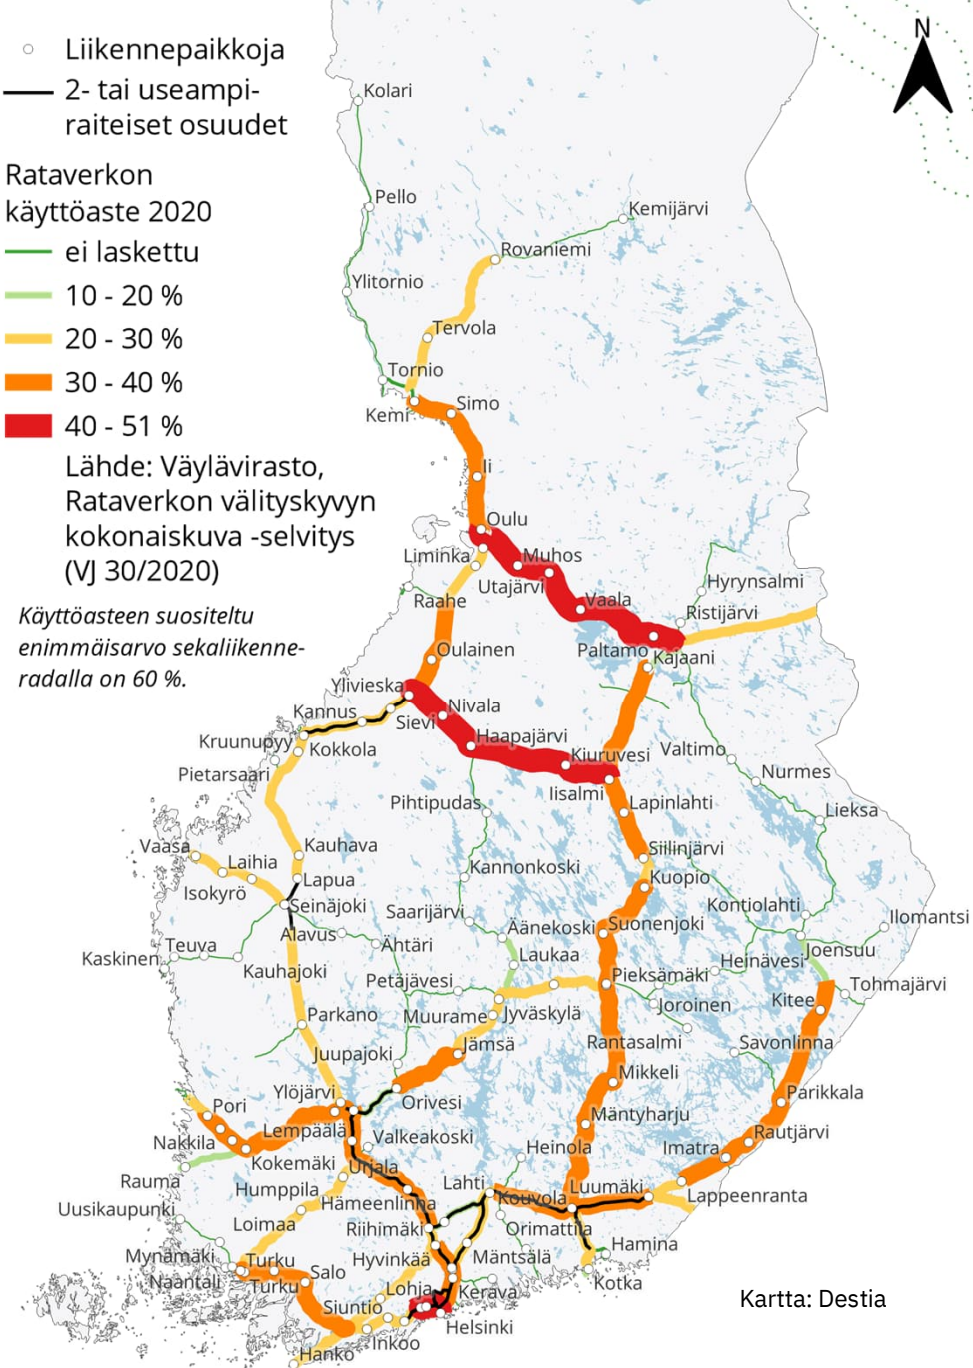 Liikennepaikkoja
2- tai useampi-
raiteiset osuudet
Rataverkon
käyttöaste 2020
ei laskettu
10 - 20 %
20 - 30 %
30 - 40 %
40 - 51 %
Lähde: Väylävirasto,
Rataverkon välityskyvyn
kokonaiskuva -selvitys
(VJ 30/2020)
Käyttöasteen suositeltu
enimmäisarvo sekaliikenne-
radalla on 60 %.
N
Kolari
Pello
Kemijärvi
Rovaniemi
Ylitornio
Tervola
Tornio
Kemi
Simo
Ii
Oulu
Liminka
Muhos
Utajärvi
Hyrynsalmi
Raahe
Vaala
Ristijärvi
Oulainen
Paltamo
Kajaani
Ylivieska
Kannus
Sievi
Nivala
Kruunupyy
Kokkola
Haapajärvi
Kiuruvesi
Valtimo
Pietarsaari
Nurmes
Iisalmi
Pihtipudas
Lapinlahti
Lieksa
Vaasa
Kauhava
Siilinjärvi
Laihia
Kannonkoski
Isokyrö
Lapua
Kuopio
Seinäjoki
Saarijärvi
Kontiolahti
Alavus
Äänekoski
Suonenjoki
Ilomantsi
Teuva
Ähtäri
Joensuu
Kaskinen
Laukaa
Heinävesi
Kauhajoki
Petäjävesi
Pieksämäki
Tohmajärvi
Parkano
Muurame
Jyväskylä
Joroinen
Kitee
Juupajoki
Jämsä
Rantasalmi
Savonlinna
Mikkeli
Ylöjärvi
Orivesi
Parikkala
Pori
Mäntyharju
Lempäälä
Valkeakoski
Rautjärvi
Nakkila
Heinola
Imatra
Kokemäki
Urjala
Rauma
Humppila
Lahti
Luumäki
Lappeenranta
Uusikaupunki
Hämeenlinna
Kouvola
Loimaa
Riihimäki
Orimattila
Mynämäki
Turku
Hyvinkää
Mäntsälä
Hamina
Naantali
Turku
Salo
Lohja
Kerava
Kotka
Siuntio
Helsinki
Inkoo
Hanko
Kartta: Destia